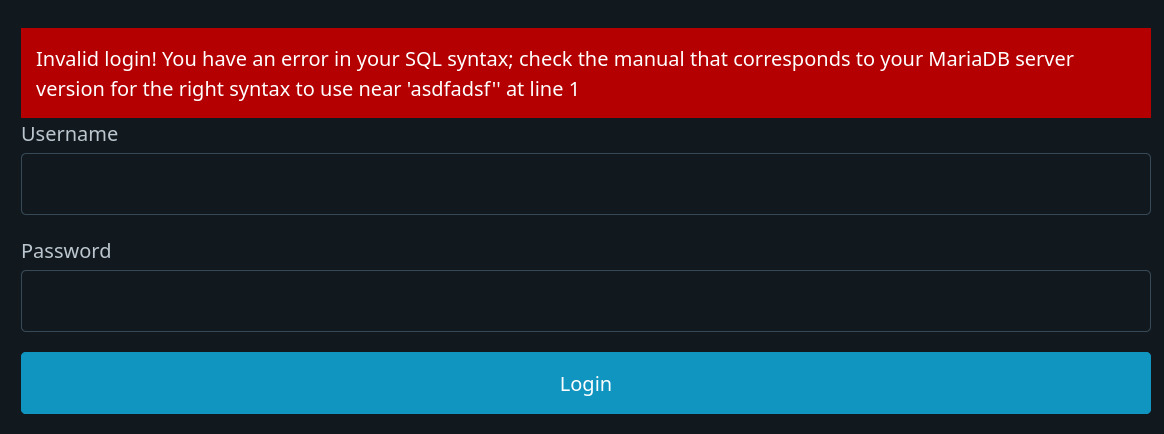 Invalid login! You have an error in your SQL syntax; check the manual that corresponds to your MariaDB server
version for the right syntax to use near 'asdfadsf'' at line 1
Username
Password
Login